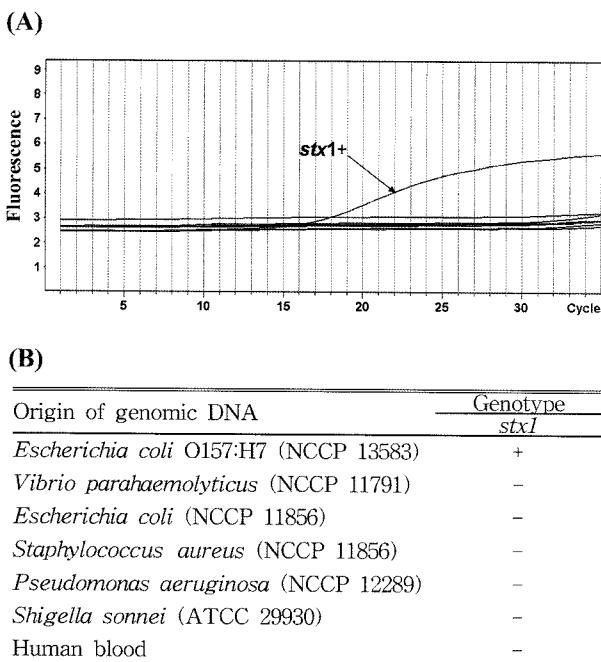 (A)
Fluorescence
9
8
7
6
5
4
3
2
1
stx1+
5 10 15 20 25 30 Cycle
(B)
Origin of genomic DNA Genotype
stx1
Escherichia coli O157:H7 (NCCP 13583) +
Vibrio parahaemolyticus (NCCP 11791) −
Escherichia coli (NCCP 11856) −
Staphylococcus aureus (NCCP 11856) −
Pseudomonas aeruginosa (NCCP 12289) −
Shigella sonnei (ATCC 29930) −
Human blood −